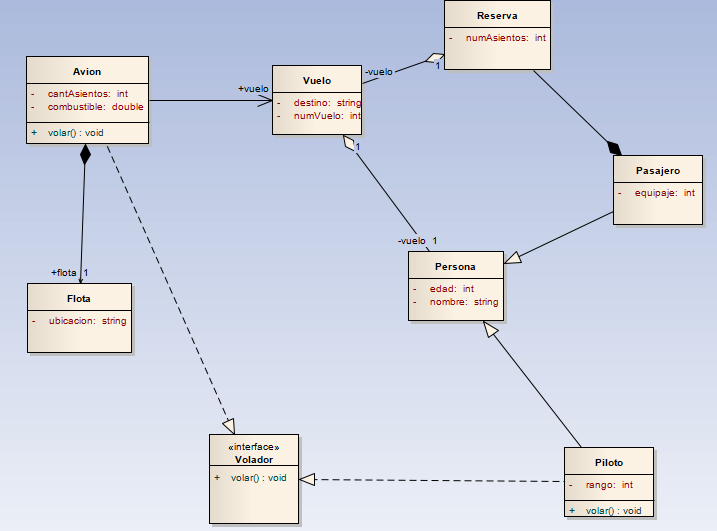 Reserva
- numAsientos: int
Avion
- cantAsientos: int
- combustible: double
+ volar() : void
+vuelo
Vuelo
- destino: string
- numVuelo: int
-vuelo
1
1
Pasajero
- equipaje: int
-vuelo 1
Persona
- edad: int
- nombre: string
+flota 1
Flota
- ubicacion: string
«interface»
Volador
+ volar() : void
Piloto
- rango: int
+ volar() : void